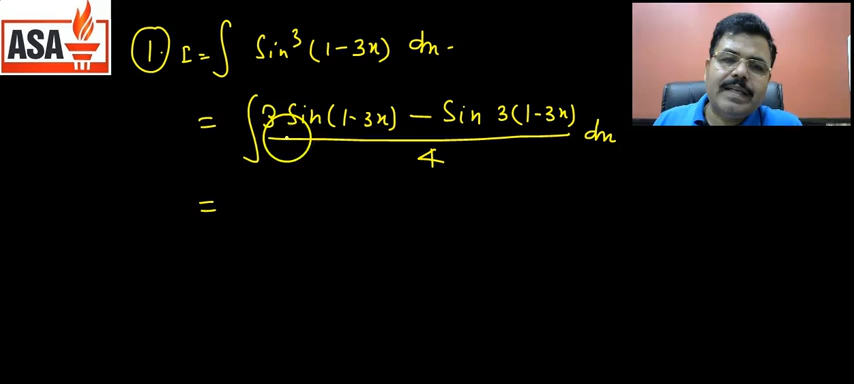 ASA
1. I = ∫ Sin³ (1-3x) dx.
= ∫ 3 Sin(1-3x) - Sin 3(1-3x) / 4 dx
=